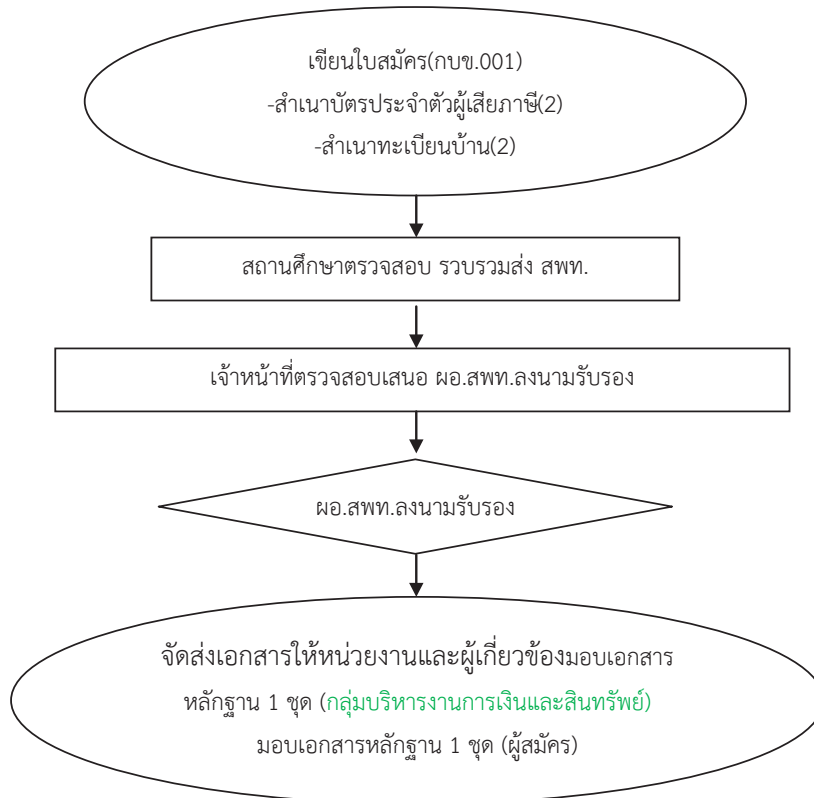 เขียนใบสมัคร(กบข.001)
-สำเนาบัตรประจำตัวผู้เสียภาษี(2)
-สำเนาทะเบียนบ้าน(2)
สถานศึกษาตรวจสอบ รวบรวมส่ง สพท.
เจ้าหน้าที่ตรวจสอบเสนอ ผอ.สพท.ลงนามรับรอง
ผอ.สพท.ลงนามรับรอง
จัดส่งเอกสารให้หน่วยงานและผู้เกี่ยวข้องมอบเอกสาร
หลักฐาน 1 ชุด (กลุ่มบริหารงานการเงินและสินทรัพย์)
มอบเอกสารหลักฐาน 1 ชุด (ผู้สมัคร)